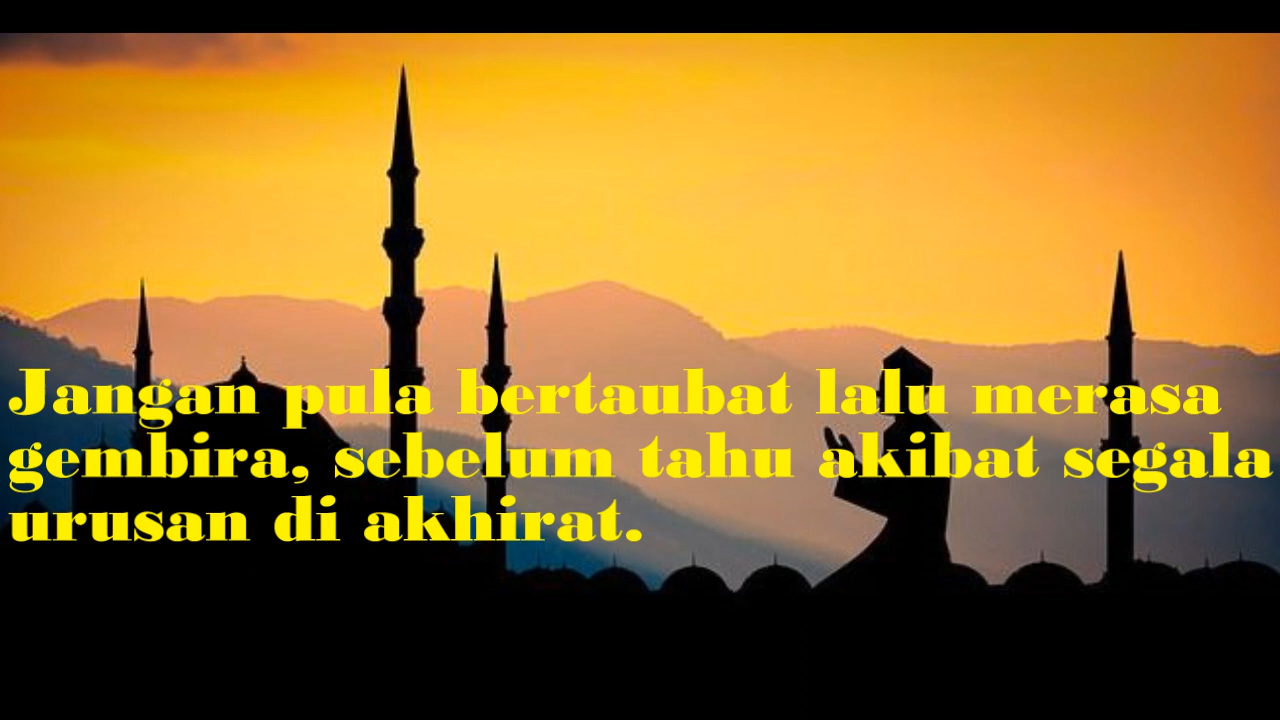 Jangan pula bertaubat lalu merasa
gembira, sebelum tahu akibat segala
urusan di akhirat.